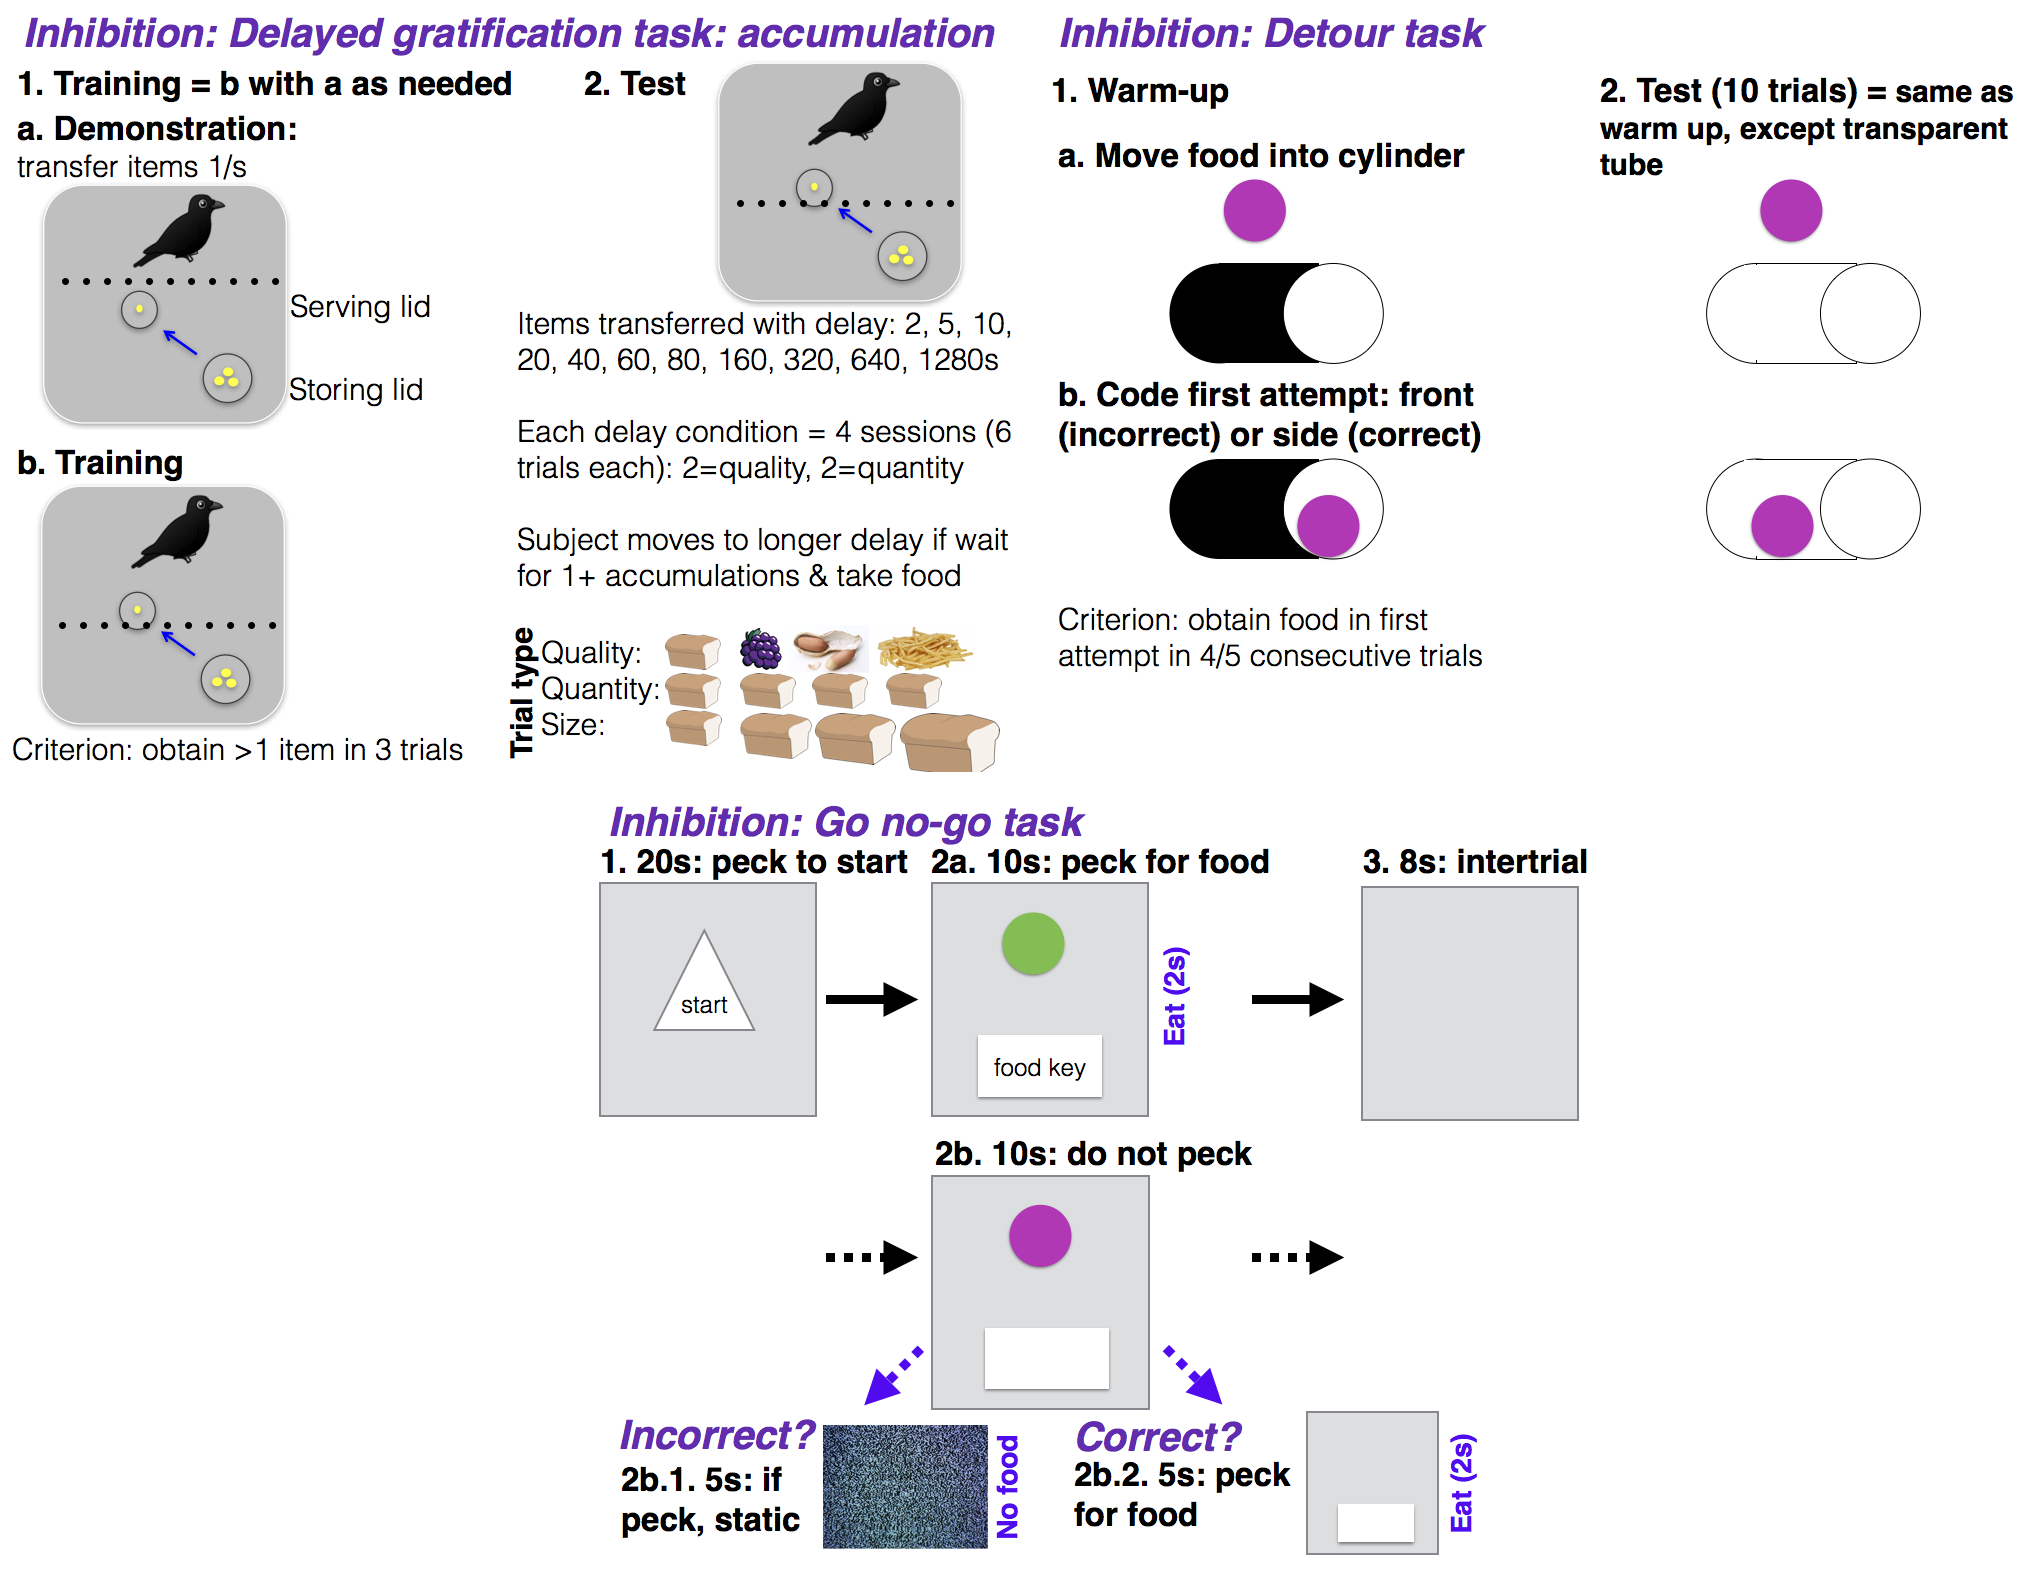 Inhibition: Delayed gratification task: accumulation
1. Training = b with a as needed
a. Demonstration:
transfer items 1/s
Serving lid
Storing lid
b. Training
Criterion: obtain >1 item in 3 trials
2. Test
Items transferred with delay: 2, 5, 10,
20, 40, 60, 80, 160, 320, 640, 1280s
Each delay condition = 4 sessions (6
trials each): 2=quality, 2=quantity
Subject moves to longer delay if wait
for 1+ accumulations & take food
Trial type
Quality:
Quantity:
Size:
Inhibition: Detour task
1. Warm-up
a. Move food into cylinder
b. Code first attempt: front
(incorrect) or side (correct)
Criterion: obtain food in first
attempt in 4/5 consecutive trials
2. Test (10 trials) = same as
warm up, except transparent
tube
Inhibition: Go no-go task
1. 20s: peck to start
start
2a. 10s: peck for food
food key
Eat (2s)
3. 8s: intertrial
2b. 10s: do not peck
Incorrect?
2b.1. 5s: if
peck, static
No food
Correct?
2b.2. 5s: peck
for food
Eat (2s)